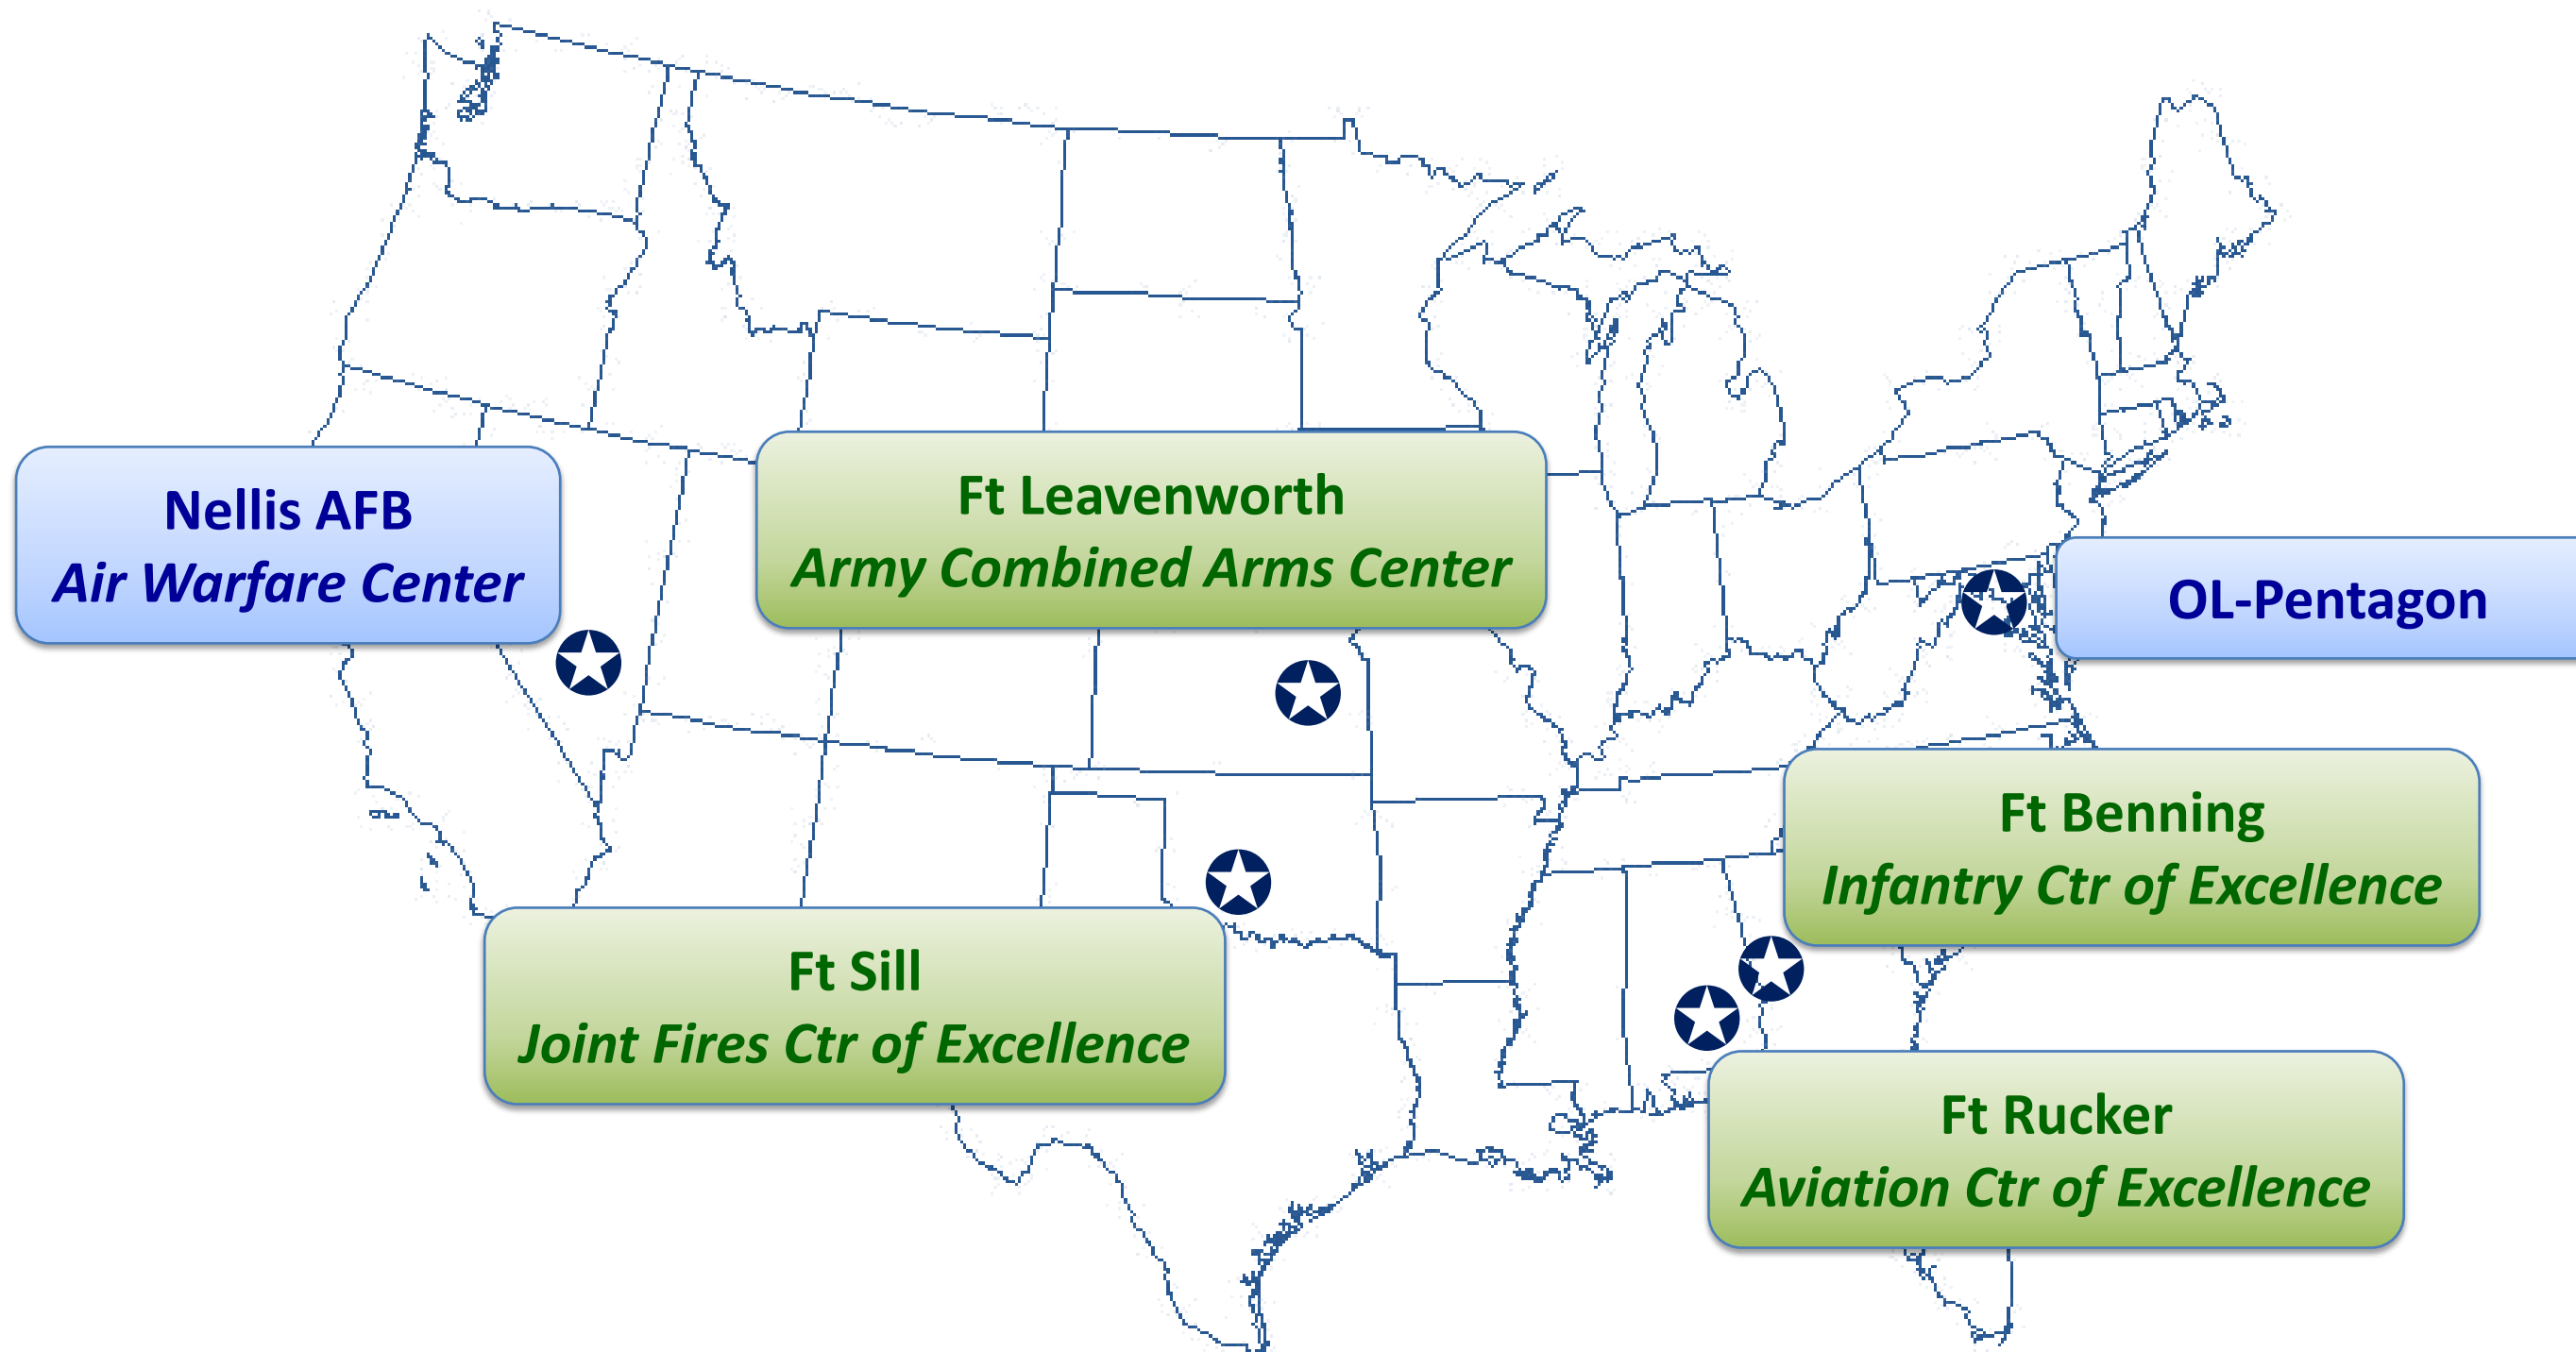 Nellis AFB
Air Warfare Center
Ft Leavenworth
Army Combined Arms Center
OL-Pentagon
Ft Benning
Infantry Ctr of Excellence
Ft Sill
Joint Fires Ctr of Excellence
Ft Rucker
Aviation Ctr of Excellence